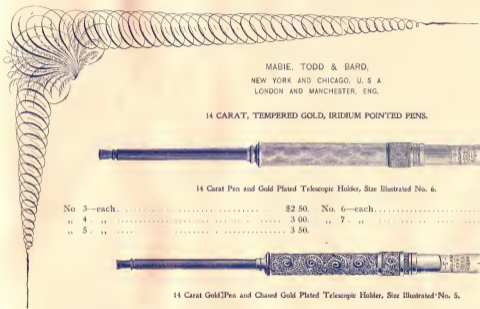 MABIE, TODD & BARD,
NEW YORK AND CHICAGO, U. S A
LONDON AND MANCHESTER, ENG.
14 CARAT, TEMPERED GOLD, IRIDIUM POINTED PENS.
14 Carat Pen and Gold Plated Telescopic Holder, Size Illustrated No. 6.
No 3—each. . . . . . . . . . . . . . . . . . . . . . . . . . . . . $2 50. No. 6—each. . . . . . . . . . . . . . . . . . . .
„ 4 . „ . . . . . . . . . . . . . . . . . . . . . . . . . . . . . 3 00. „ 7 . „ . . . . . . . . . . . . . . . . . . . .
„ 5 . „ . . . . . . . . . . . . . . . . . . . . . . . . . . . . . 3 50.
14 Carat Gold]Pen and Chased Gold Plated Telescopic Holder, Size Illustrated No. 5.